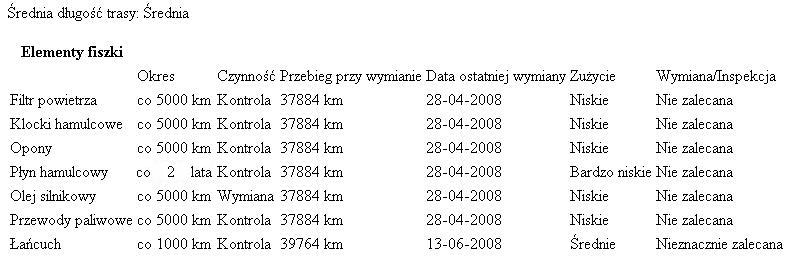 Średnia długość trasy: Średnia
Elementy fiszki
Okres Czynność Przebieg przy wymianie Data ostatniej wymiany Zużycie Wymiana/Inspekcja
Filtr powietrza co 5000 km Kontrola 37884 km 28-04-2008 Niskie Nie zalecana
Klocki hamulcowe co 5000 km Kontrola 37884 km 28-04-2008 Niskie Nie zalecana
Opony co 5000 km Kontrola 37884 km 28-04-2008 Niskie Nie zalecana
Płyn hamulcowy co 2 lata Kontrola 37884 km 28-04-2008 Bardzo niskie Nie zalecana
Olej silnikowy co 5000 km Wymiana 37884 km 28-04-2008 Niskie Nie zalecana
Przewody paliwowe co 5000 km Kontrola 37884 km 28-04-2008 Niskie Nie zalecana
Łańcuch co 1000 km Kontrola 39764 km 13-06-2008 Średnie Nieznacznie zalecana